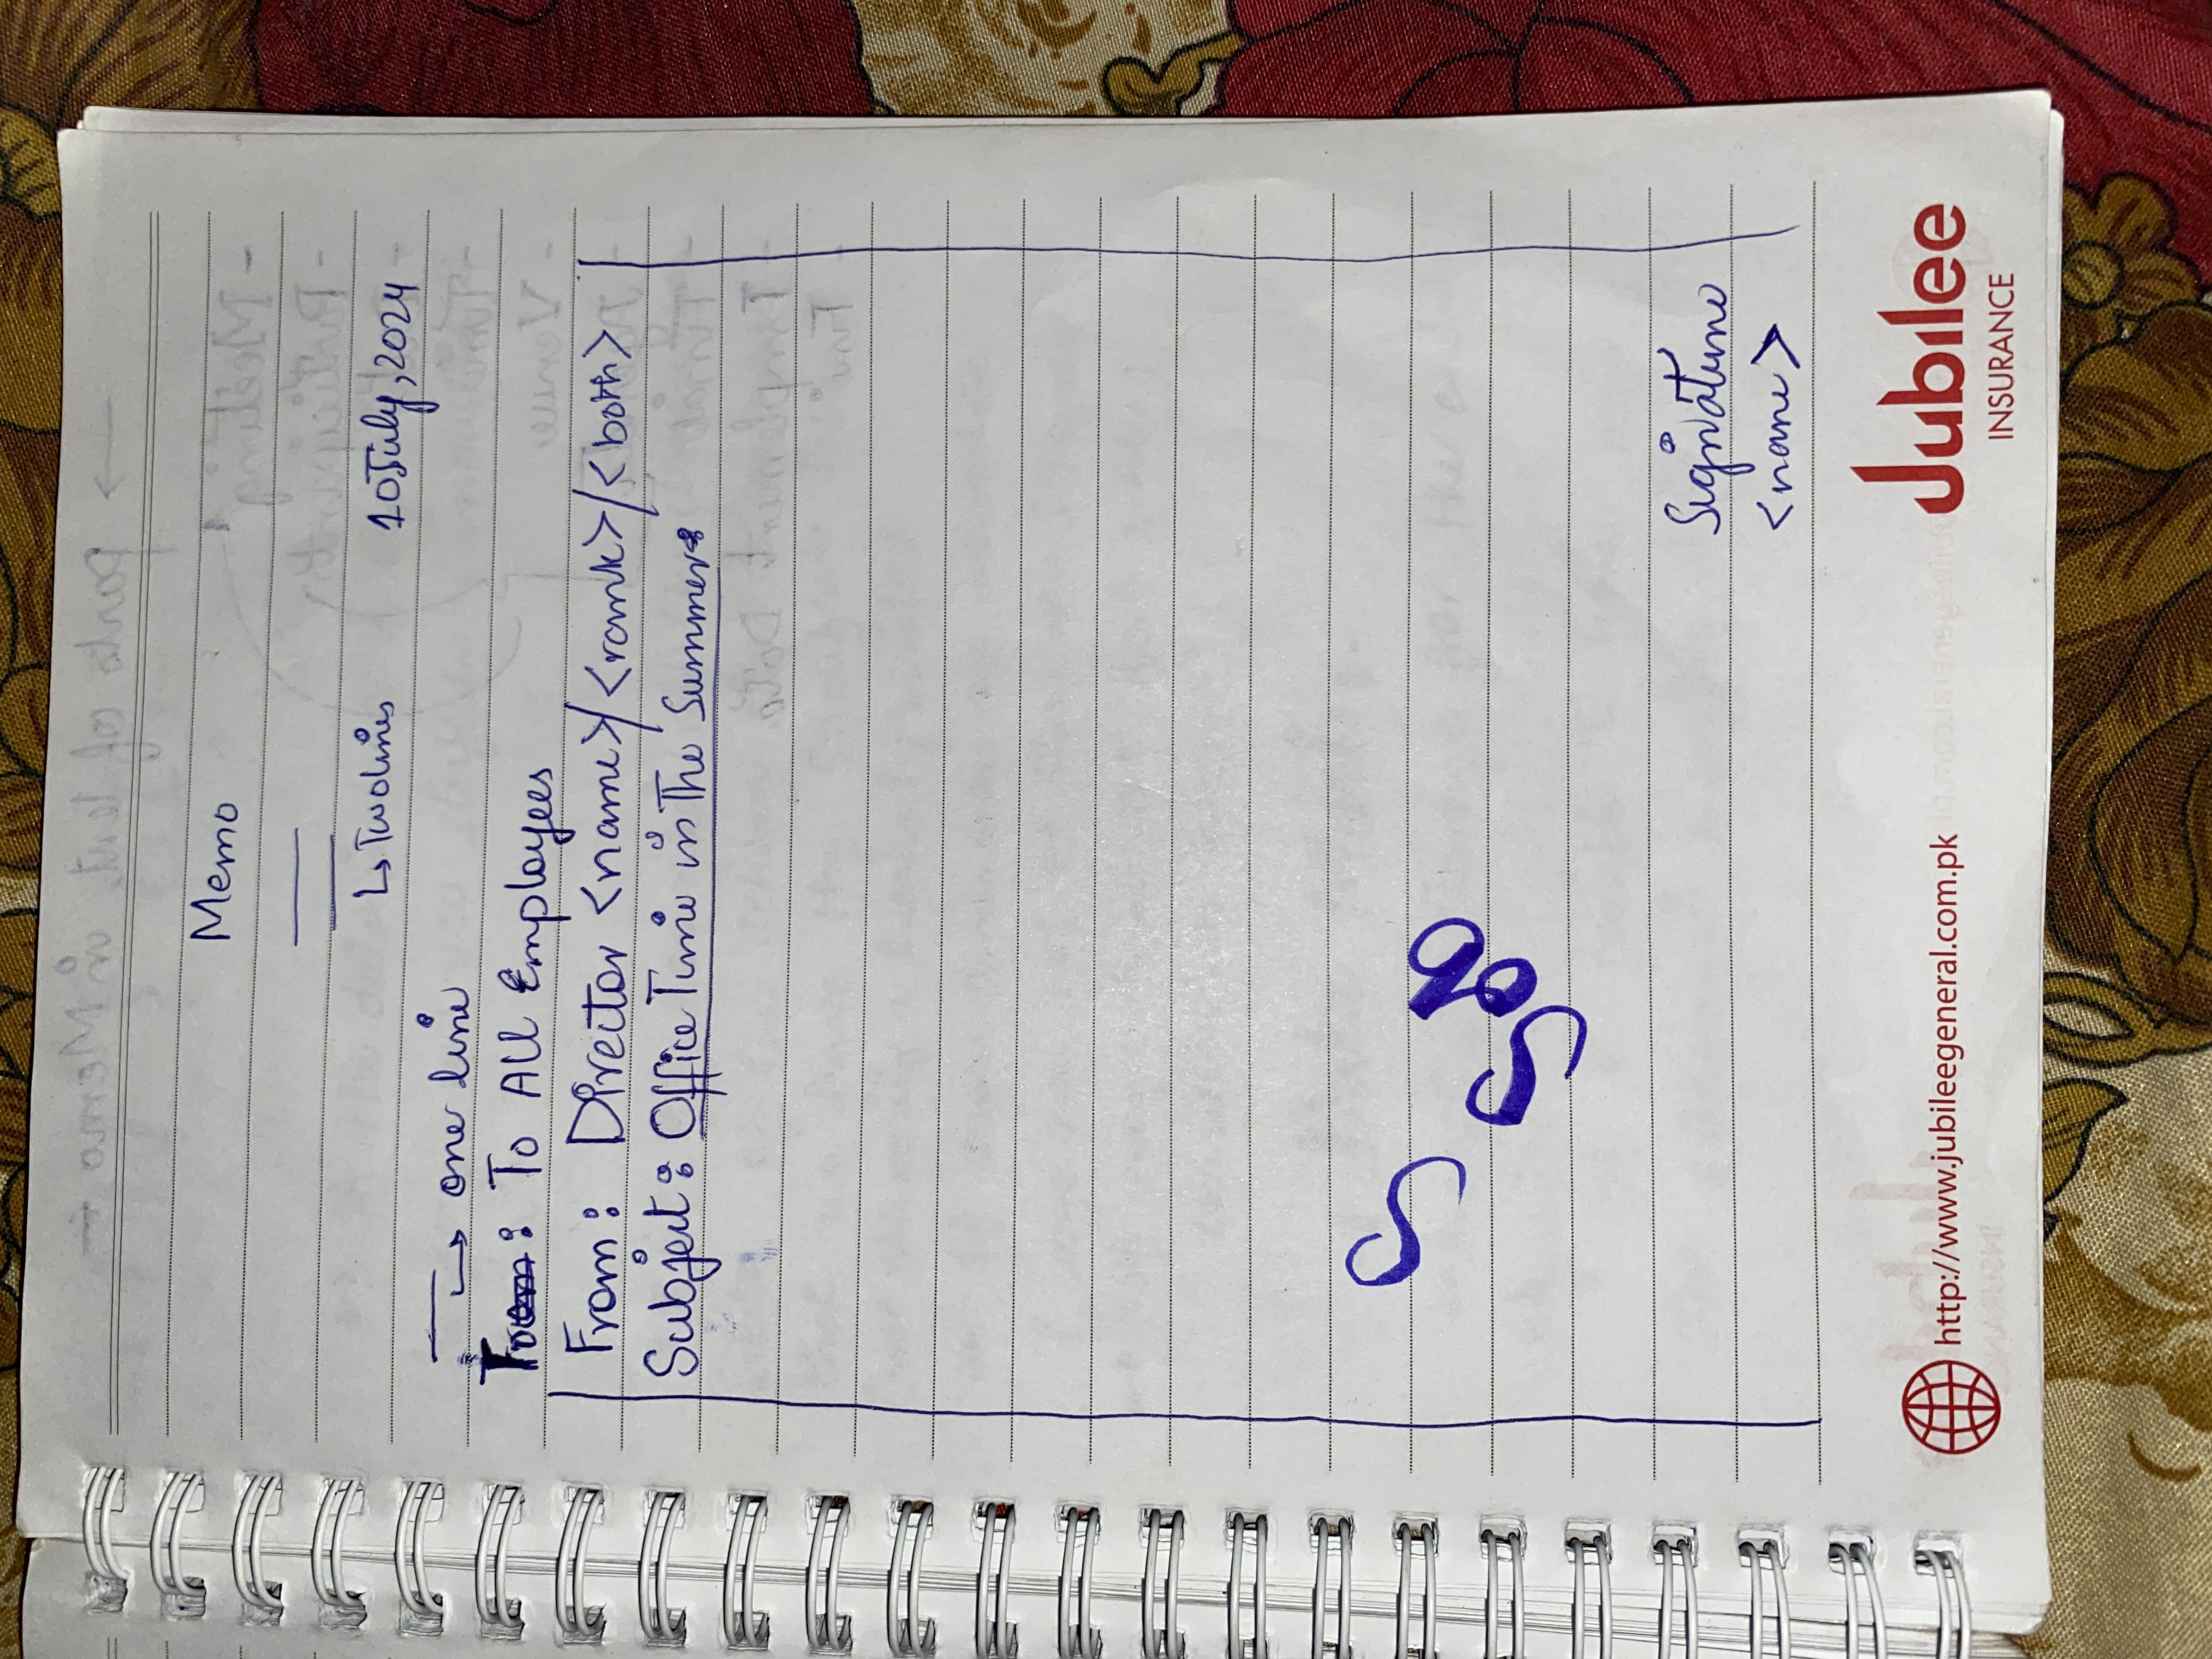 Memo
↳ Two lines
10 July, 2024
→ one line
To: To All Employees
From: Director <name>/<rank>/<both>
Subject: Office Time in The Summer:
S
Sob
Signature
<name>
http://www.jubileegeneral.com.pk
Jubilee
INSURANCE